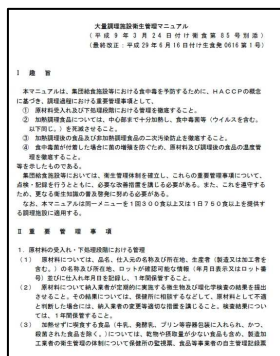 大量調理施設衛生管理マニュアル
(平成9年3月24日付け衛食第85号別添)
(最終改正：平成29年6月16日付け生食発0616第1号)
Ⅰ 趣旨
本マニュアルは、集団給食施設等における食中毒を予防するために、HACCPの概念に
基づき、調理過程における重要管理事項として、
① 原材料受入れ及び下処理段階における管理を徹底すること。
② 加熱調理食品については、中心部まで十分加熱し、食中毒菌等(ウイルスを含む。
以下同じ。)を死滅させること。
③ 加熱調理後の食品及び非加熱調理食品の二次汚染防止を徹底すること。
④ 食中毒菌が付着した場合に菌の増殖を防ぐため、原材料及び調理後の食品の温度管
理を徹底すること。
等を示したものである。
集団給食施設等においては、衛生管理体制を確立し、これらの重要管理事項について、
点検・記録を行うとともに、必要な改善措置を講じる必要がある。また、これを遵守する
ため、更なる衛生知識の普及啓発に努める必要がある。
なお、本マニュアルは同一メニューを1回300食以上又は1日750食以上を提供す
る調理施設に適用する。
Ⅱ 重要管理事項
1．原材料の受入れ・下処理段階における管理
(1) 原材料については、品名、仕入元の名称及び所在地、生産者(製造又は加工者を
含む。)の名称及び所在地、ロットが確認可能な情報(年月日表示又はロット番
号)並びに仕入れ年月日を記録し、1年間保管すること。
(2) 原材料について納入業者が定期的に実施する微生物及び理化学検査の結果を提出
させること。その結果については、保健所に相談するなどして、原材料として不適
と判断した場合には、納入業者の変更等適切な措置を講じること。検査結果につい
ては、1年間保管すること。
(3) 加熱せずに喫食する食品(牛乳、発酵乳、プリン等容器包装に入れられ、かつ、
殺菌された食品を除く。)については、乾物や摂取量が少ない食品も含め、製造加
工業者の衛生管理の体制について保健所の監視票、食品等事業者の自主管理記録票